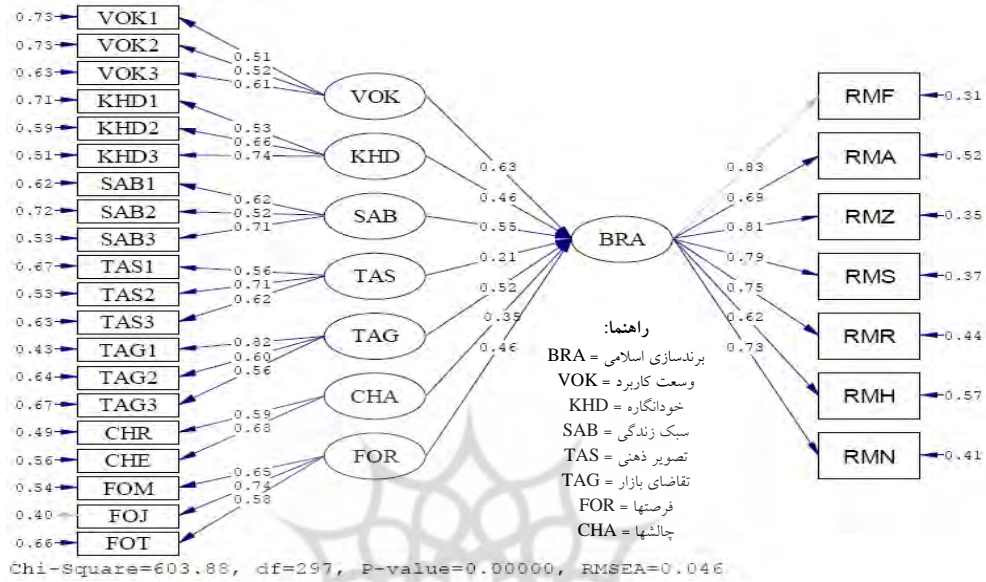 0.73 VOK1
0.73 VOK2
0.63 VOK3
0.71 KHD1
0.59 KHD2
0.51 KHD3
0.62 SAB1
0.72 SAB2
0.53 SAB3
0.67 TAS1
0.53 TAS2
0.63 TAS3
0.43 TAG1
0.64 TAG2
0.67 TAG3
0.49 CHR
0.56 CHE
0.54 FOM
0.40 FOJ
0.66 FOT
0.51
0.52
0.61
0.53
0.66
0.74
0.62
0.52
0.71
0.56
0.71
0.62
0.82
0.60
0.56
0.59
0.68
0.65
0.74
0.58
VOK
KHD
SAB
TAS
TAG
CHA
FOR
0.63
0.46
0.55
0.21
0.52
0.35
0.46
BRA
0.83
0.69
0.81
0.79
0.75
0.62
0.73
RMF 0.31
RMA 0.52
RMZ 0.35
RMS 0.37
RMR 0.44
RMH 0.57
RMN 0.41
راهنما:
برندسازی اسلامی = BRA
وسعت کاربرد = VOK
خودانگاره = KHD
سبک زندگی = SAB
تصویر ذهنی = TAS
تقاضای بازار = TAG
فرصتها = FOR
چالشها = CHA
Chi-Square=603.88, df=297, P-value=0.00000, RMSEA=0.046